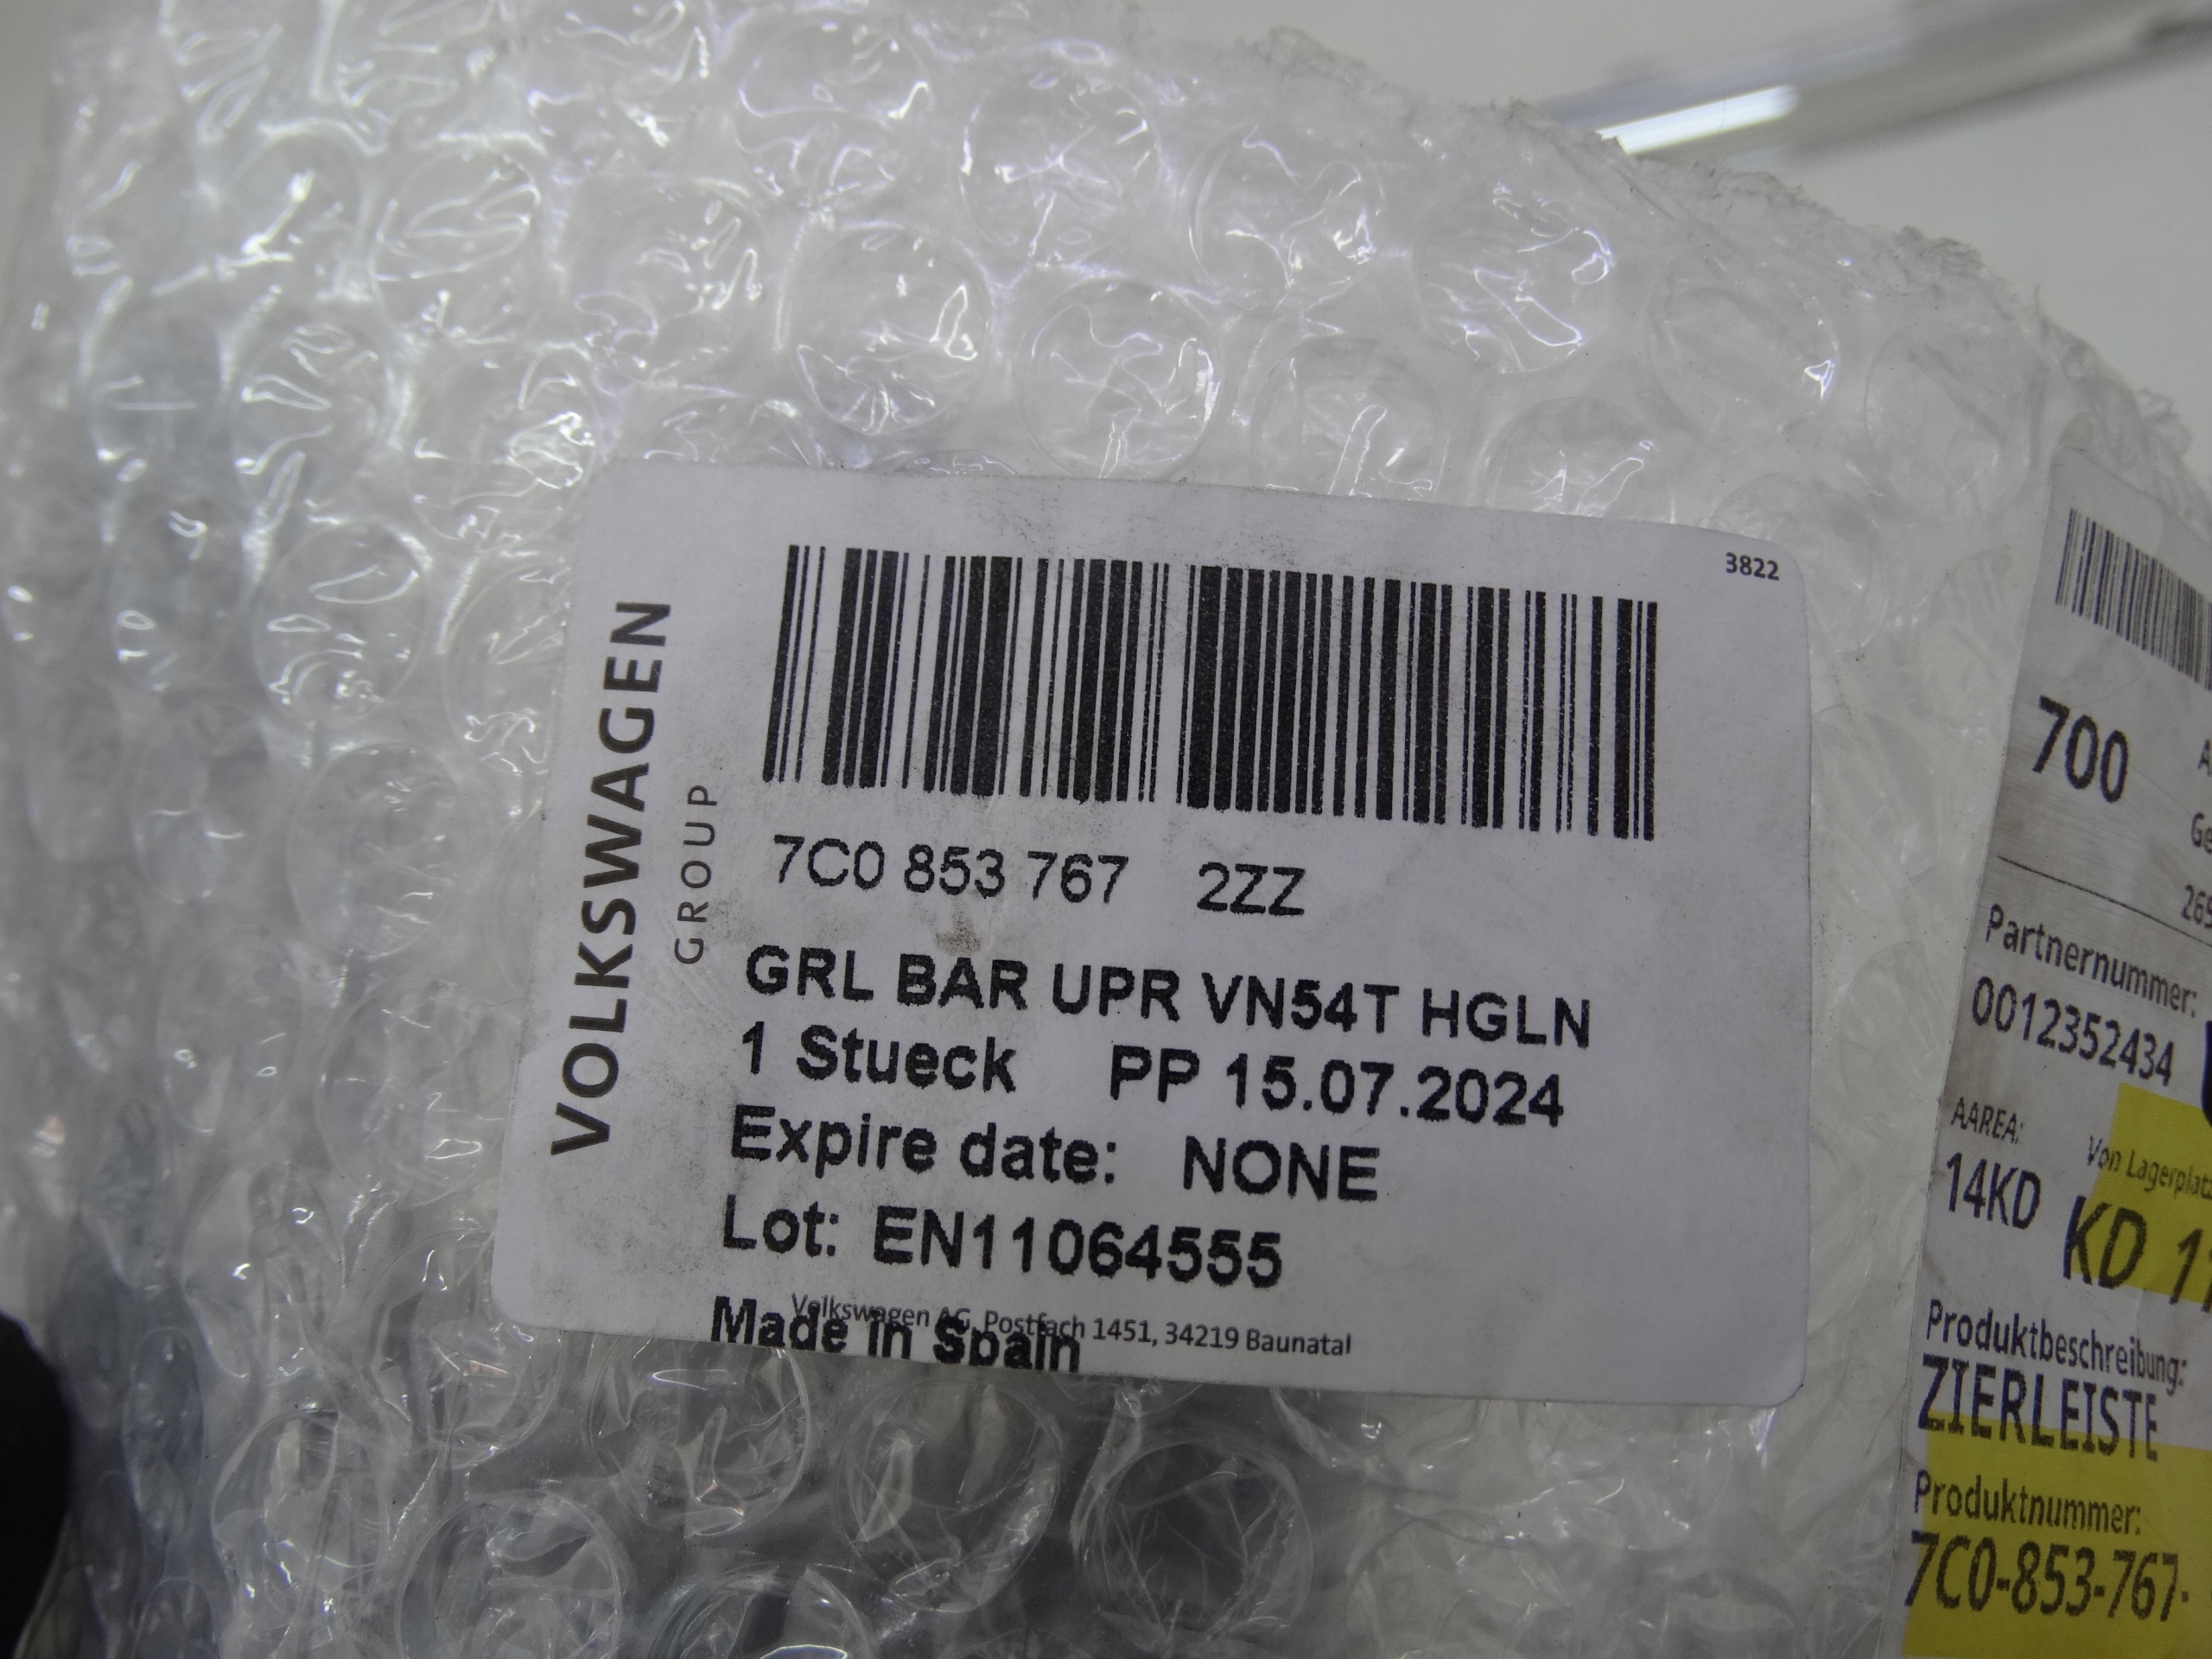 3822
VOLKSWAGEN
GROUP
7C0 853 767 2ZZ
GRL BAR UPR VN54T HGLN
1 Stueck PP 15.07.2024
Expire date: NONE
Lot: EN11064555
Made in Spain
Volkswagen AG, Postfach 1451, 34219 Baunatal
700
Partnernummer:
0012352434
AAREA:
Von Lagerplatz
14KD
KD
Produktbeschreibung:
ZIERLEISTE
Produktnummer:
7C0-853-767-